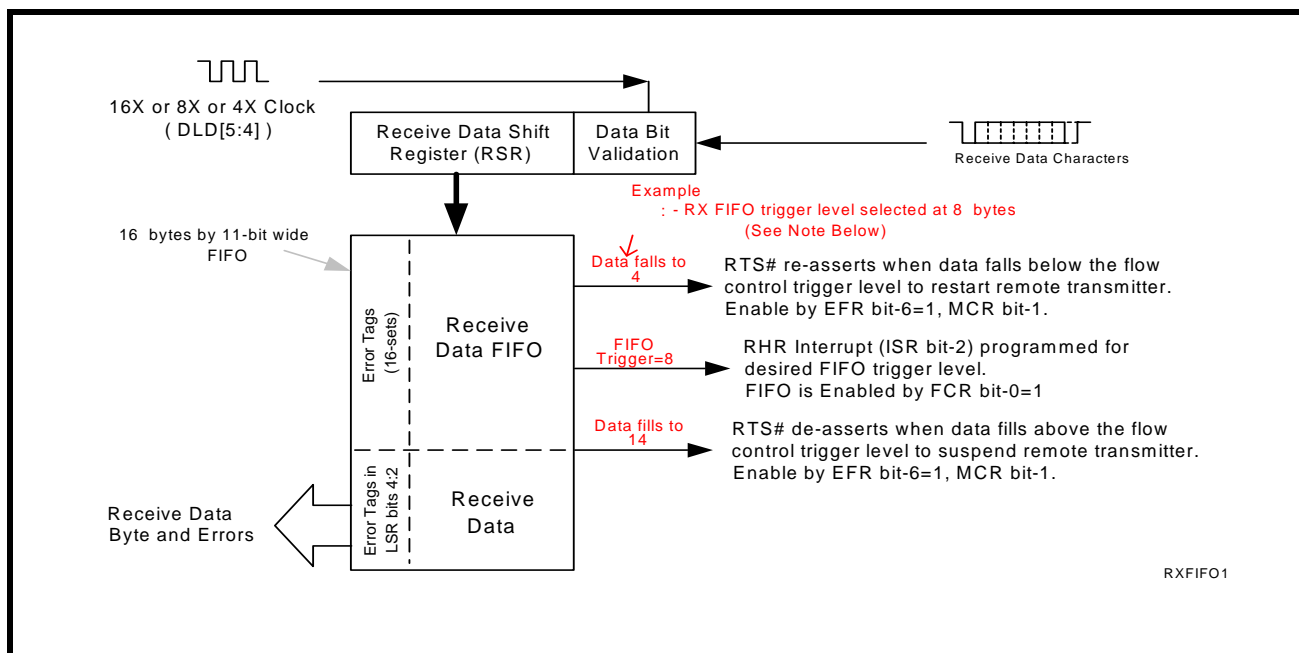 16X or 8X or 4X Clock
( DLD[5:4] )
Receive Data Shift
Register (RSR)
Data Bit
Validation
Receive Data Characters
Example
: - RX FIFO trigger level selected at 8 bytes
(See Note Below)
16 bytes by 11-bit wide
FIFO
Error Tags
(16-sets)
Receive
Data FIFO
Data falls to
4
RTS# re-asserts when data falls below the flow
control trigger level to restart remote transmitter.
Enable by EFR bit-6=1, MCR bit-1.
FIFO
Trigger=8
RHR Interrupt (ISR bit-2) programmed for
desired FIFO trigger level.
FIFO is Enabled by FCR bit-0=1
Data fills to
14
RTS# de-asserts when data fills above the flow
control trigger level to suspend remote transmitter.
Enable by EFR bit-6=1, MCR bit-1.
Receive Data
Byte and Errors
Error Tags in
LSR bits 4:2
Receive
Data
RXFIFO1